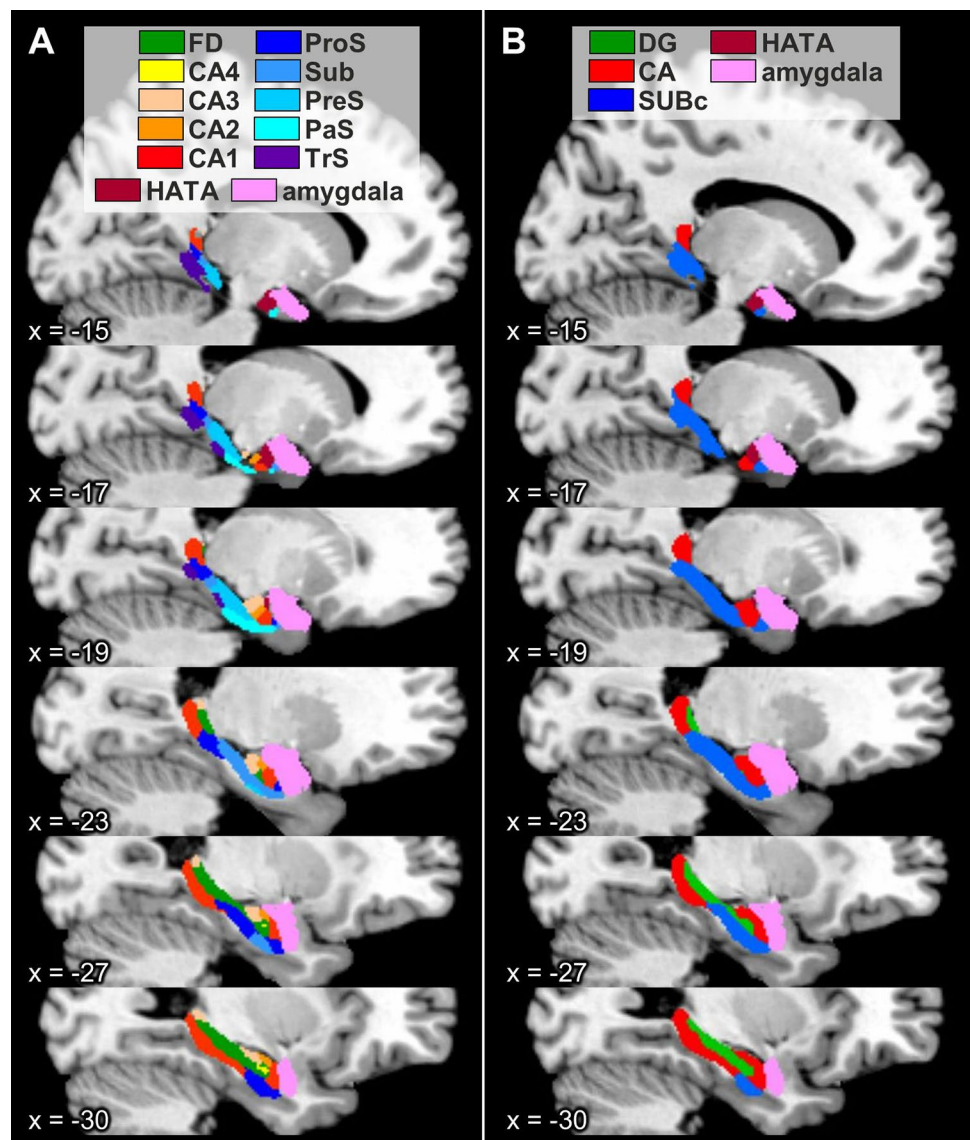 A
FD ProS
CA4 Sub
CA3 PreS
CA2 PaS
CA1 TrS
HATA amygdala
x = -15
x = -17
x = -19
x = -23
x = -27
x = -30
B
DG HATA
CA amygdala
SUBc
x = -15
x = -17
x = -19
x = -23
x = -27
x = -30